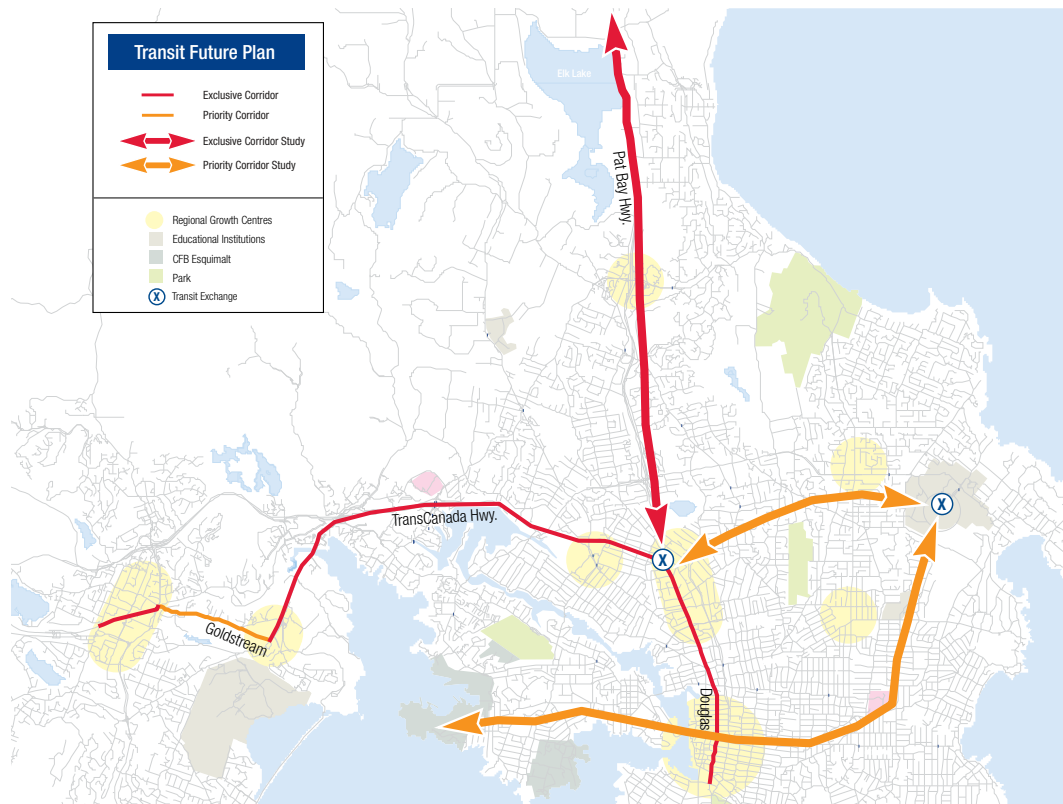 Transit Future Plan
Exclusive Corridor
Priority Corridor
Exclusive Corridor Study
Priority Corridor Study
Regional Growth Centres
Educational Institutions
CFB Esquimalt
Park
X Transit Exchange
Elk Lake
Pat Bay Hwy.
X
TransCanada Hwy.
X
Goldstream
Douglas